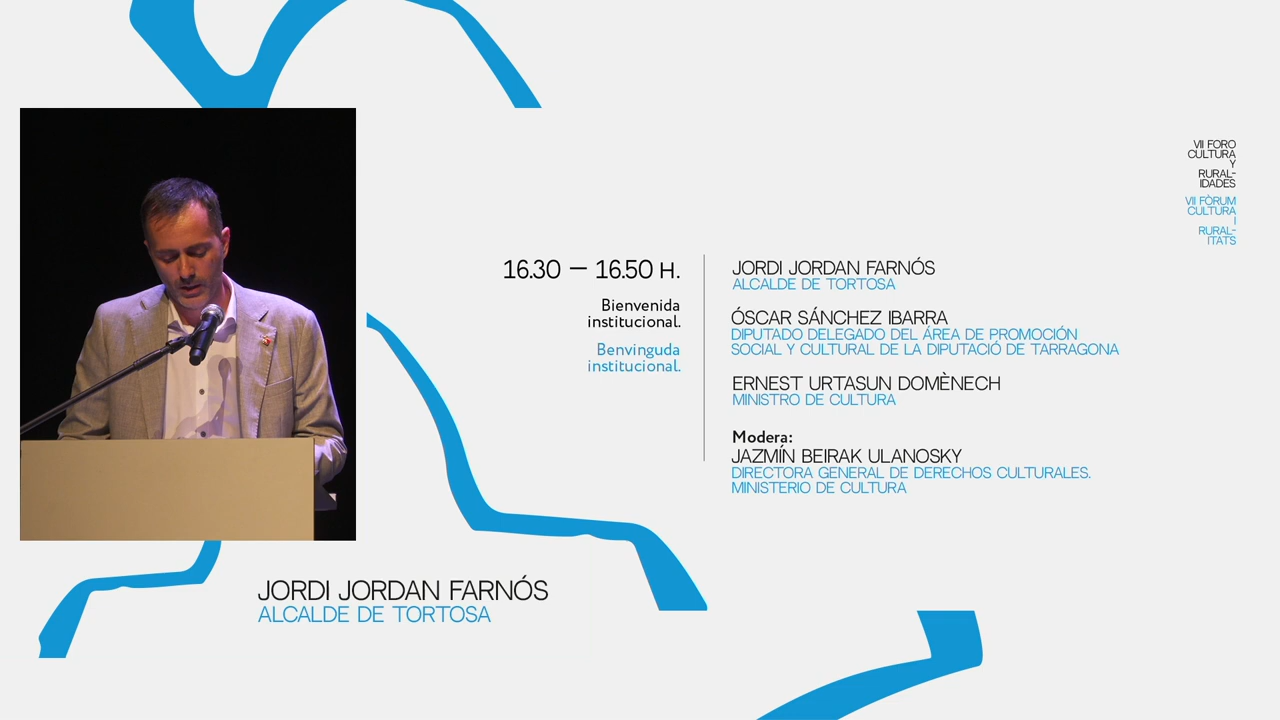 VII FORO
CULTURA
Y
RURAL-
IDADES
VII FÒRUM
CULTURA
I
RURAL-
ITATS
16.30 — 16.50 H.
Bienvenida
institucional.
Benvinguda
institucional.
JORDI JORDAN FARNÓS
ALCALDE DE TORTOSA
ÓSCAR SÁNCHEZ IBARRA
DIPUTADO DELEGADO DEL ÁREA DE PROMOCIÓN
SOCIAL Y CULTURAL DE LA DIPUTACIÓ DE TARRAGONA
ERNEST URTASUN DOMÈNECH
MINISTRO DE CULTURA
Modera:
JAZMÍN BEIRAK ULANOSKY
DIRECTORA GENERAL DE DERECHOS CULTURALES.
MINISTERIO DE CULTURA
JORDI JORDAN FARNÓS
ALCALDE DE TORTOSA